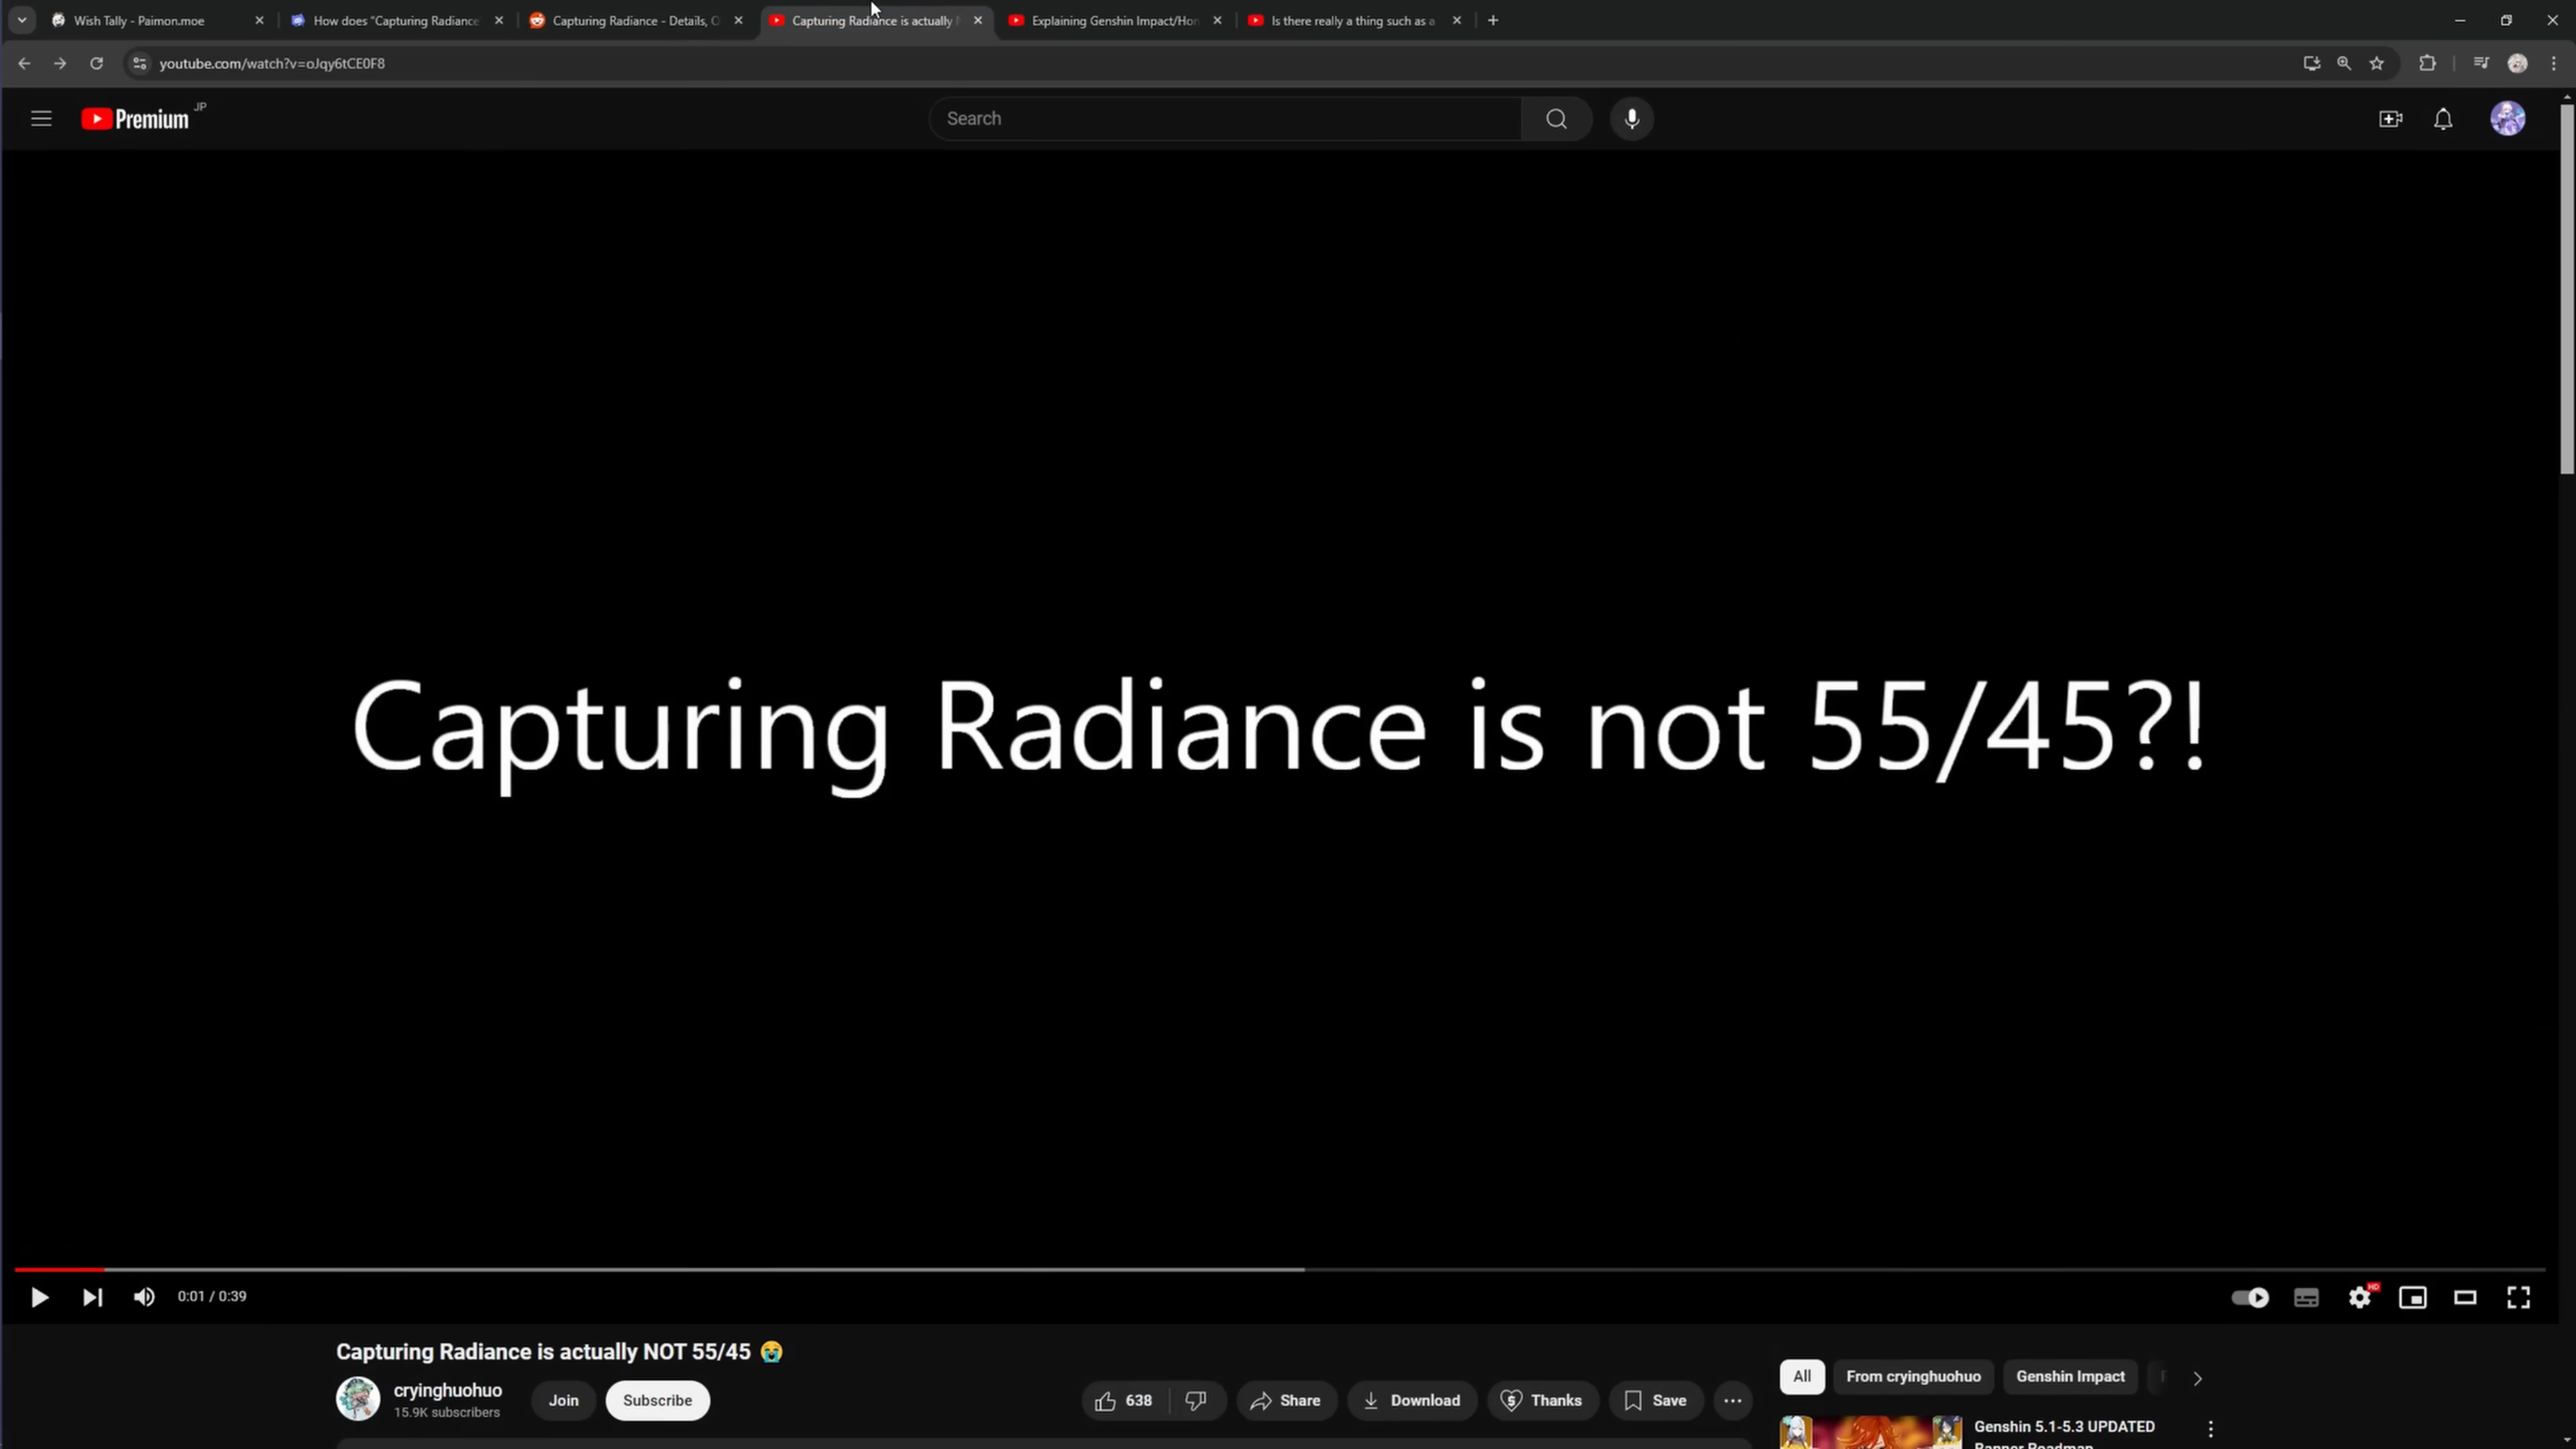 Wish Tally - Paimon.moe
How does "Capturing Radiance"
Capturing Radiance - Details, O
Capturing Radiance is actually
Explaining Genshin Impact/Hon
Is there really a thing such as a
youtube.com/watch?v=oJqy6tCE0F8
Premium JP
Search
Capturing Radiance is not 55/45?!
0:01 / 0:39
HD
Capturing Radiance is actually NOT 55/45 😭
cryinghuohuo
15.9K subscribers
Join
Subscribe
638
Share
Download
Thanks
Save
All
From cryinghuohuo
Genshin Impact
Genshin 5.1-5.3 UPDATED
Banner Roadmap